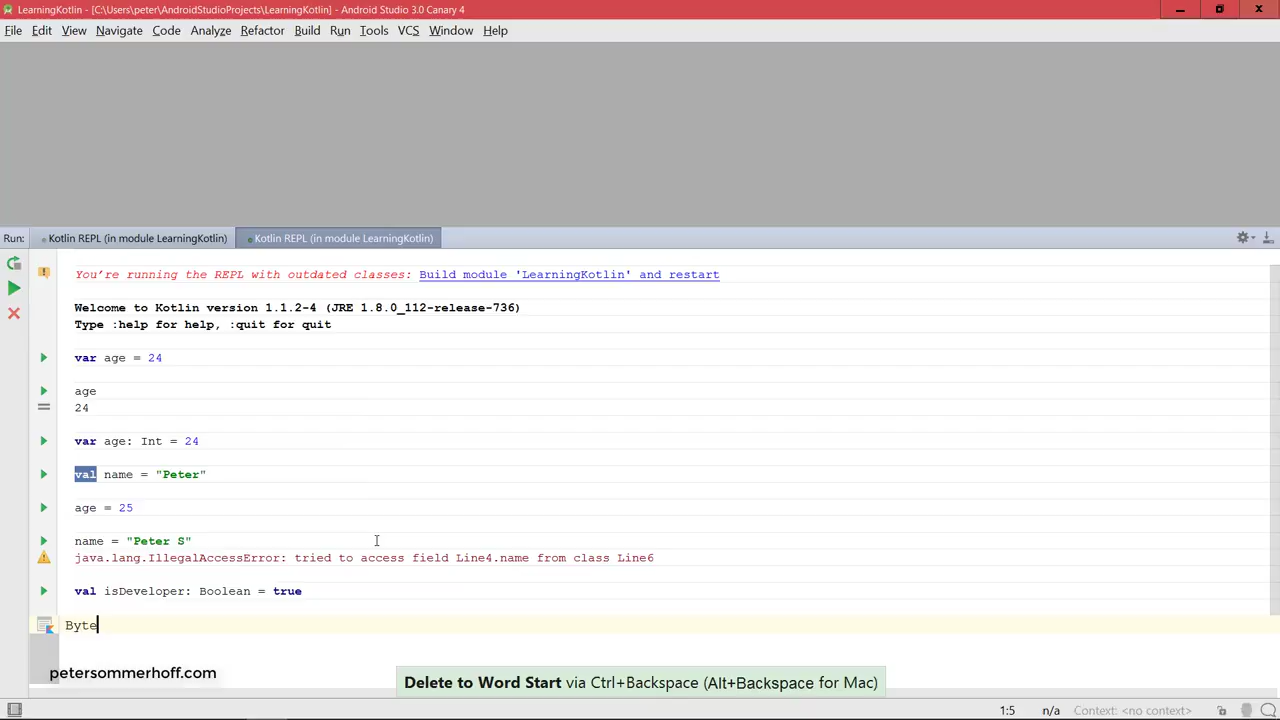 LearningKotlin - [C:\Users\peter\AndroidStudioProjects\LearningKotlin] - Android Studio 3.0 Canary 4
File Edit View Navigate Code Analyze Refactor Build Run Tools VCS Window Help
Run: Kotlin REPL (in module LearningKotlin) Kotlin REPL (in module LearningKotlin)
You're running the REPL with outdated classes: Build module 'LearningKotlin' and restart
Welcome to Kotlin version 1.1.2-4 (JRE 1.8.0_112-release-736)
Type :help for help, :quit for quit
var age = 24
age
24
var age: Int = 24
val name = "Peter"
age = 25
name = "Peter S"
java.lang.IllegalAccessError: tried to access field Line4.name from class Line6
val isDeveloper: Boolean = true
Byte
petersommerhoff.com
Delete to Word Start via Ctrl+Backspace (Alt+Backspace for Mac)
1:5 n/a Context: <no context>